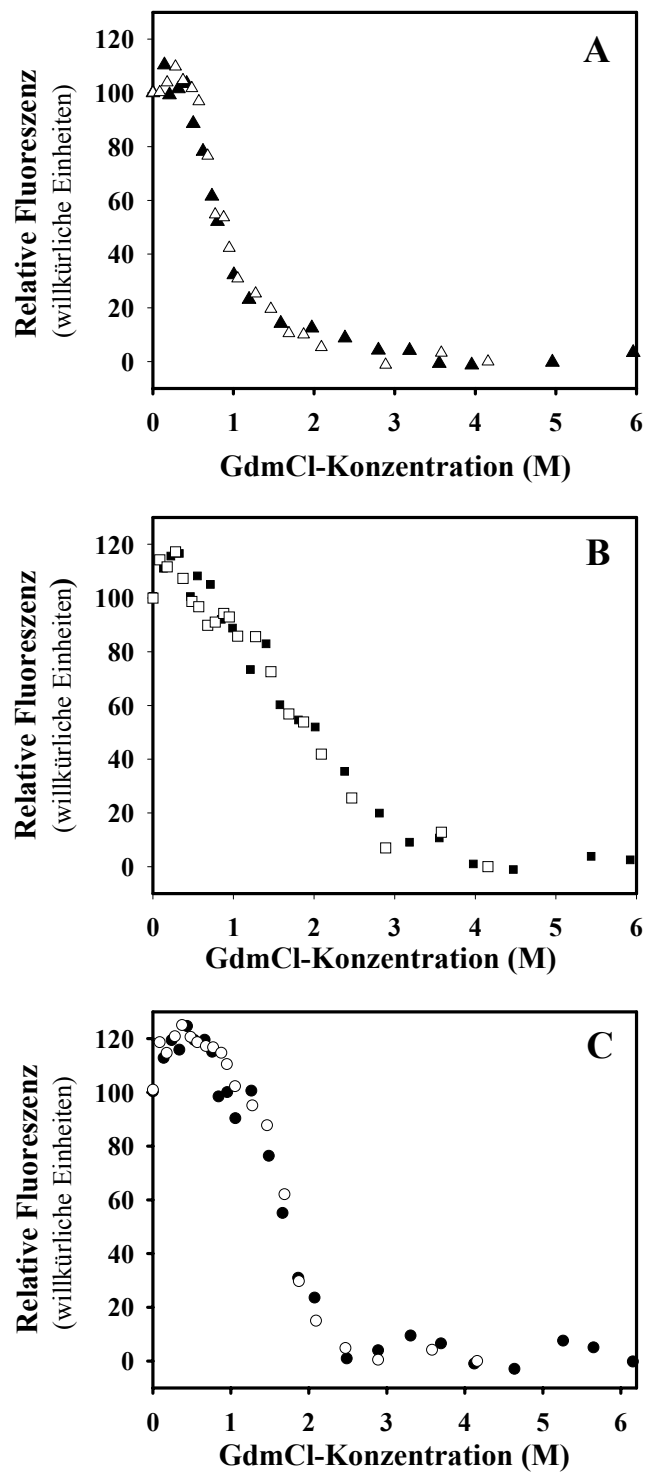 A
120
100
80
60
40
20
0
Relative Fluoreszenz
(willkürliche Einheiten)
0 1 2 3 4 5 6
GdmCl-Konzentration (M)
B
120
100
80
60
40
20
0
Relative Fluoreszenz
(willkürliche Einheiten)
0 1 2 3 4 5 6
GdmCl-Konzentration (M)
C
120
100
80
60
40
20
0
Relative Fluoreszenz
(willkürliche Einheiten)
0 1 2 3 4 5 6
GdmCl-Konzentration (M)